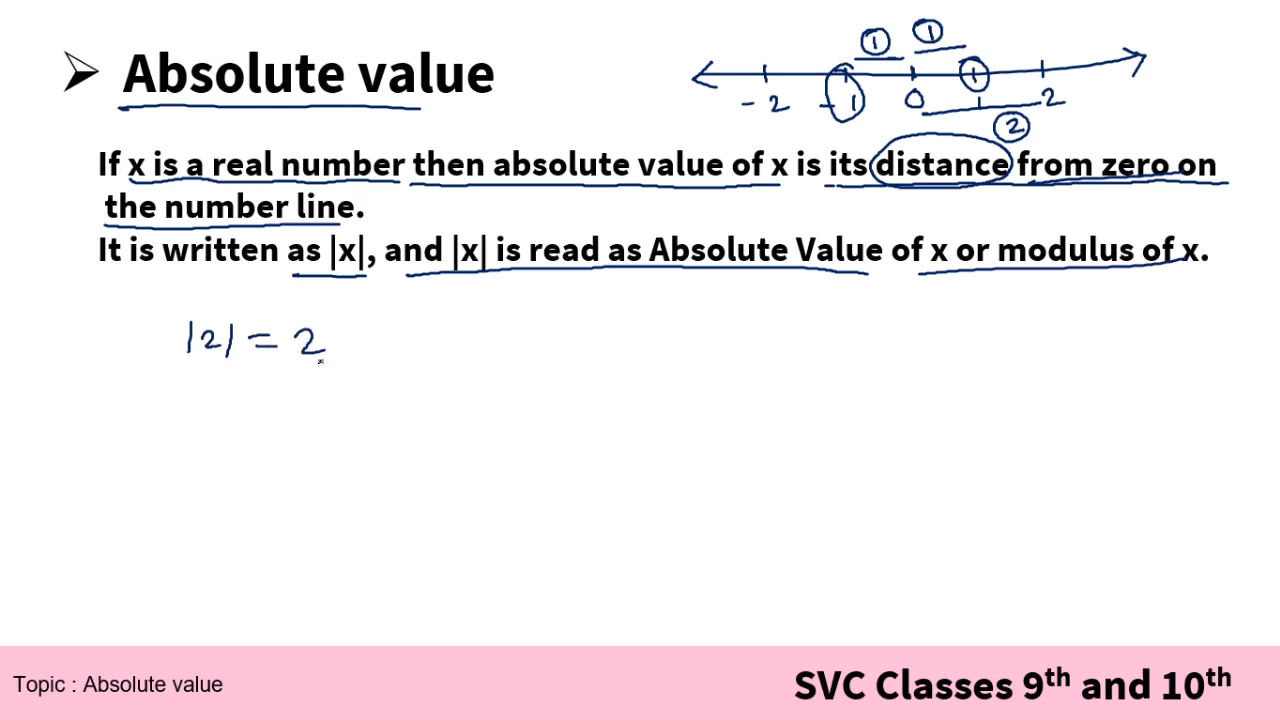 ➢ Absolute value
① ①
- 2 - 1 0 1 2
②
If x is a real number then absolute value of x is its distance from zero on
the number line.
It is written as |x|, and |x| is read as Absolute Value of x or modulus of x.
|2| = 2
Topic : Absolute value
SVC Classes 9th and 10th